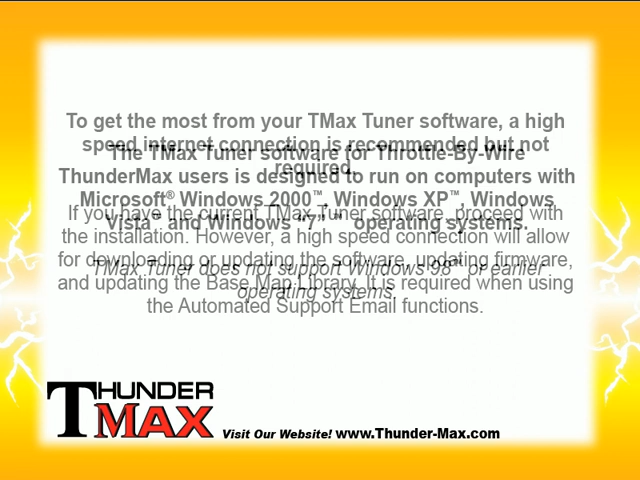 To get the most from your TMax Tuner software, a high
speed internet connection is recommended but not
required.
If you have the current TMax Tuner software, proceed with
the installation. However, a high speed connection will allow
for downloading or updating the software, updating firmware,
and updating the Base Map Library. It is required when using
the Automated Support Email functions.
The TMax Tuner software for Throttle-By-Wire
ThunderMax users is designed to run on computers with
Microsoft® Windows 2000™, Windows XP™, Windows
Vista™ and Windows "7"™ operating systems.
TMax Tuner does not support Windows 98™ or earlier
operating systems.
THUNDER
MAX
Visit Our Website! www.Thunder-Max.com